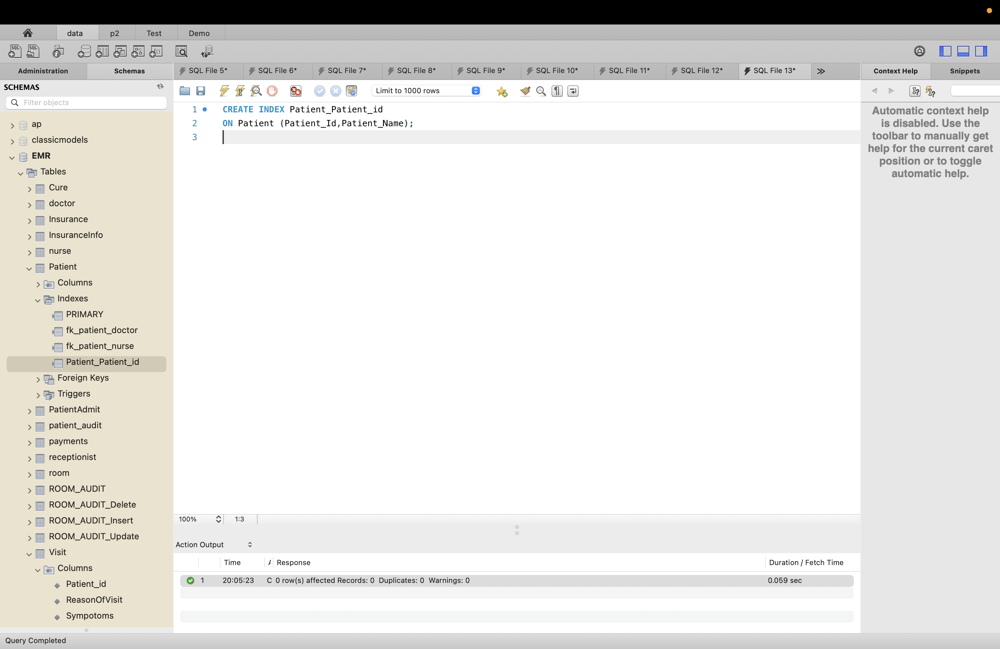 data p2 Test Demo
Administration Schemas SQL File 5* SQL File 6* SQL File 7* SQL File 8* SQL File 9* SQL File 10* SQL File 11* SQL File 12* SQL File 13* Context Help Snippets
SCHEMAS
Filter objects
Limit to 1000 rows
ap
classicmodels
EMR
Tables
Cure
doctor
Insurance
InsuranceInfo
nurse
Patient
Columns
Indexes
PRIMARY
fk_patient_doctor
fk_patient_nurse
Patient_Patient_id
Foreign Keys
Triggers
PatientAdmit
patient_audit
payments
receptionist
room
ROOM_AUDIT
ROOM_AUDIT_Delete
ROOM_AUDIT_Insert
ROOM_AUDIT_Update
Visit
Columns
Patient_id
ReasonOfVisit
Sympotoms
1 CREATE INDEX Patient_Patient_id
2 ON Patient (Patient_Id,Patient_Name);
3
Automatic context help
is disabled. Use the
toolbar to manually get
help for the current caret
position or to toggle
automatic help.
100% 1:3
Action Output
Time Response Duration / Fetch Time
1 20:05:23 C 0 row(s) affected Records: 0 Duplicates: 0 Warnings: 0 0.059 sec
Query Completed